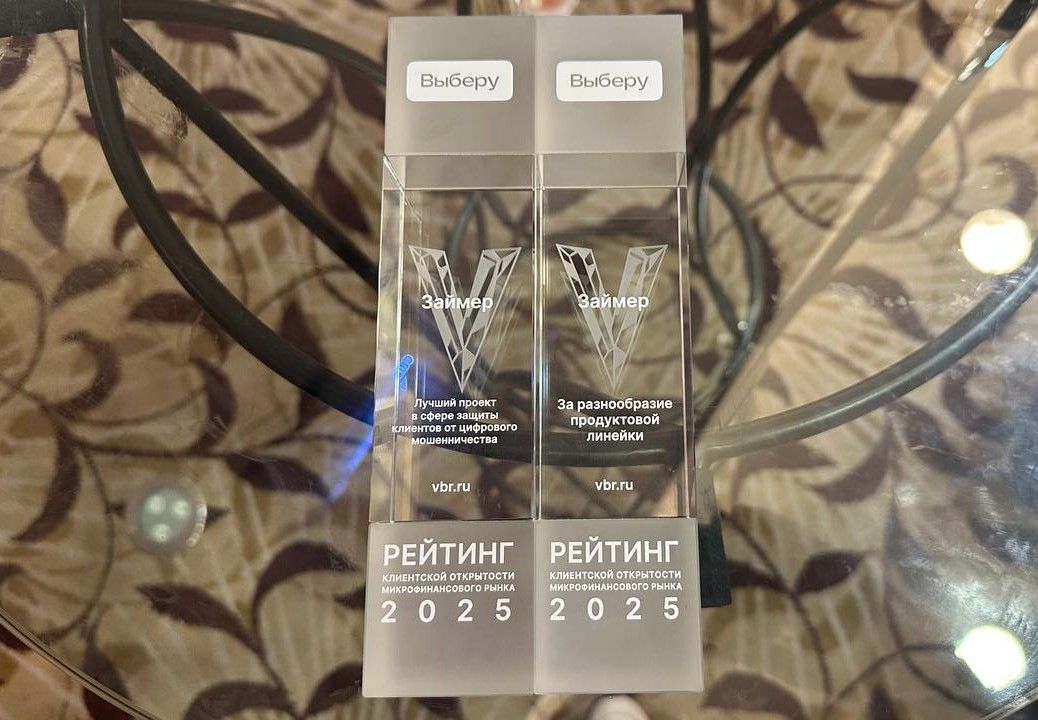 Выберу
Займер
Лучший проект
в сфере защиты
клиентов от цифрового
мошенничества
vbr.ru
РЕЙТИНГ
КЛИЕНТСКОЙ ОТКРЫТОСТИ
МИКРОФИНАНСОВОГО РЫНКА
2025
Выберу
Займер
За разнообразие
продуктовой
линейки
vbr.ru
РЕЙТИНГ
КЛИЕНТСКОЙ ОТКРЫТОСТИ
МИКРОФИНАНСОВОГО РЫНКА
2025